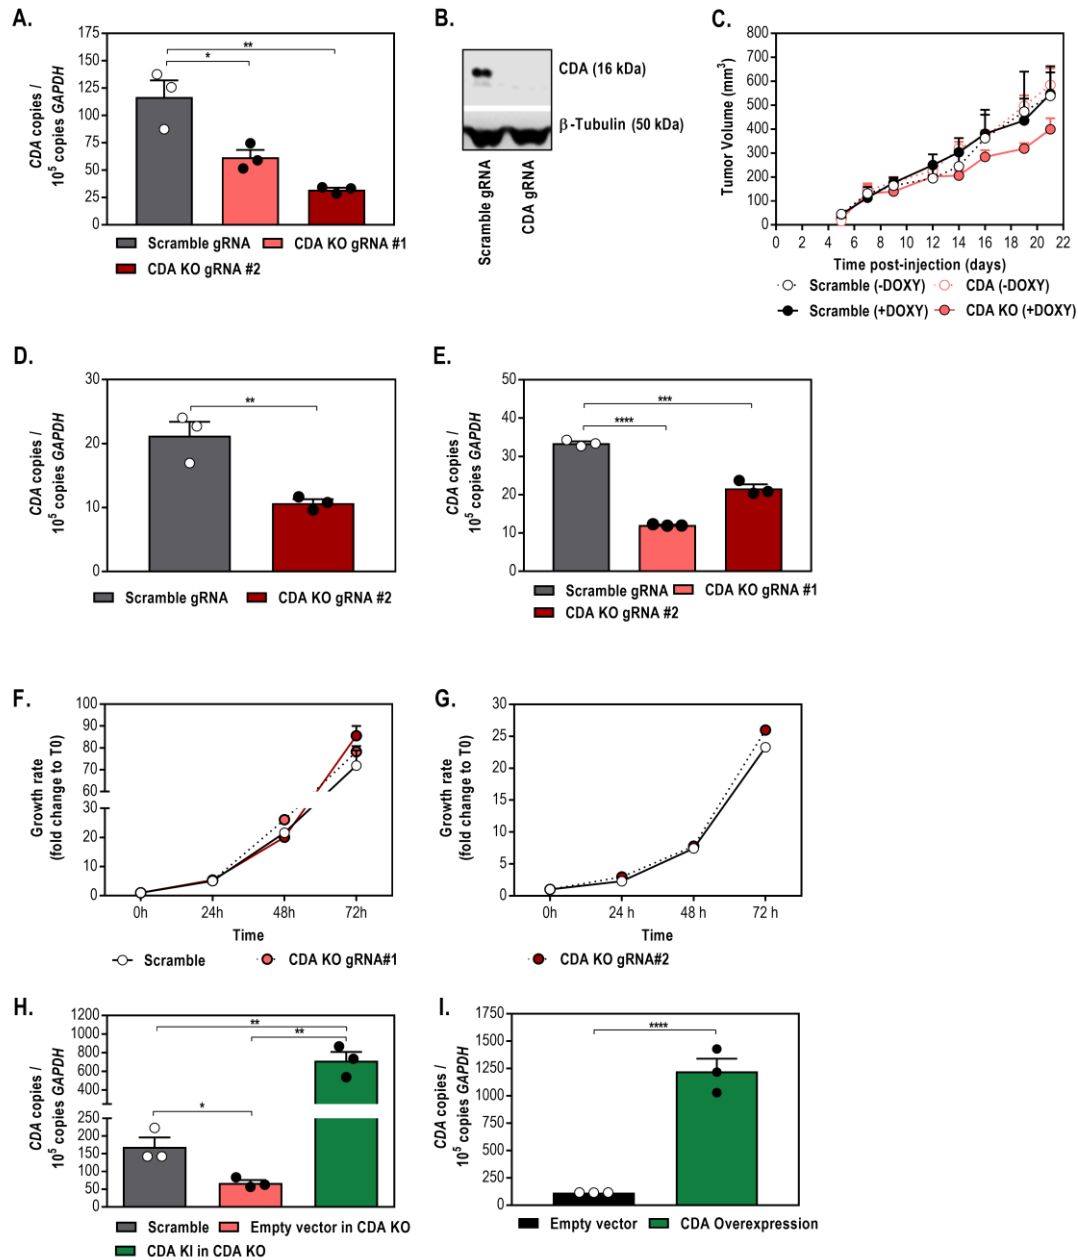 A.
CDA copies /
10⁵ copies GAPDH
175
150
125
100
75
50
25
0
**
*
Scramble gRNA
CDA KO gRNA #1
CDA KO gRNA #2
B.
CDA (16 kDa)
β-Tubulin (50 kDa)
Scramble gRNA
CDA gRNA
C.
Tumor Volume (mm³)
800
700
600
500
400
300
200
100
0
0 2 4 6 8 10 12 14 16 18 20 22
Time post-injection (days)
Scramble (-DOXY)
CDA (-DOXY)
Scramble (+DOXY)
CDA KO (+DOXY)
D.
CDA copies /
10⁵ copies GAPDH
30
20
10
0
**
Scramble gRNA
CDA KO gRNA #2
E.
CDA copies /
10⁵ copies GAPDH
50
40
30
20
10
0
***
****
Scramble gRNA
CDA KO gRNA #1
CDA KO gRNA #2
F.
Growth rate
(fold change to T0)
100
90
80
70
60
30
20
10
0
0h 24h 48h 72h
Time
Scramble
CDA KO gRNA#1
G.
Growth rate
(fold change to T0)
30
25
20
15
10
5
0
0h 24 h 48 h 72 h
Time
CDA KO gRNA#2
H.
CDA copies /
10⁵ copies GAPDH
1200
1000
800
600
400
250
200
150
100
50
0
**
**
*
Scramble
Empty vector in CDA KO
CDA KI in CDA KO
I.
CDA copies /
10⁵ copies GAPDH
1750
1500
1250
1000
750
500
250
0
****
Empty vector
CDA Overexpression